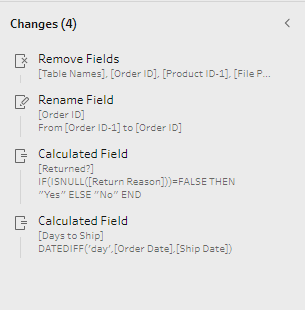 Changes (4)
Remove Fields
[Table Names], [Order ID], [Product ID-1], [File P...
Rename Field
[Order ID]
From [Order ID-1] to [Order ID]
Calculated Field
[Returned?]
IF(ISNULL([Return Reason]))=FALSE THEN
"Yes" ELSE "No" END
Calculated Field
[Days to Ship]
DATEDIFF('day',[Order Date],[Ship Date])